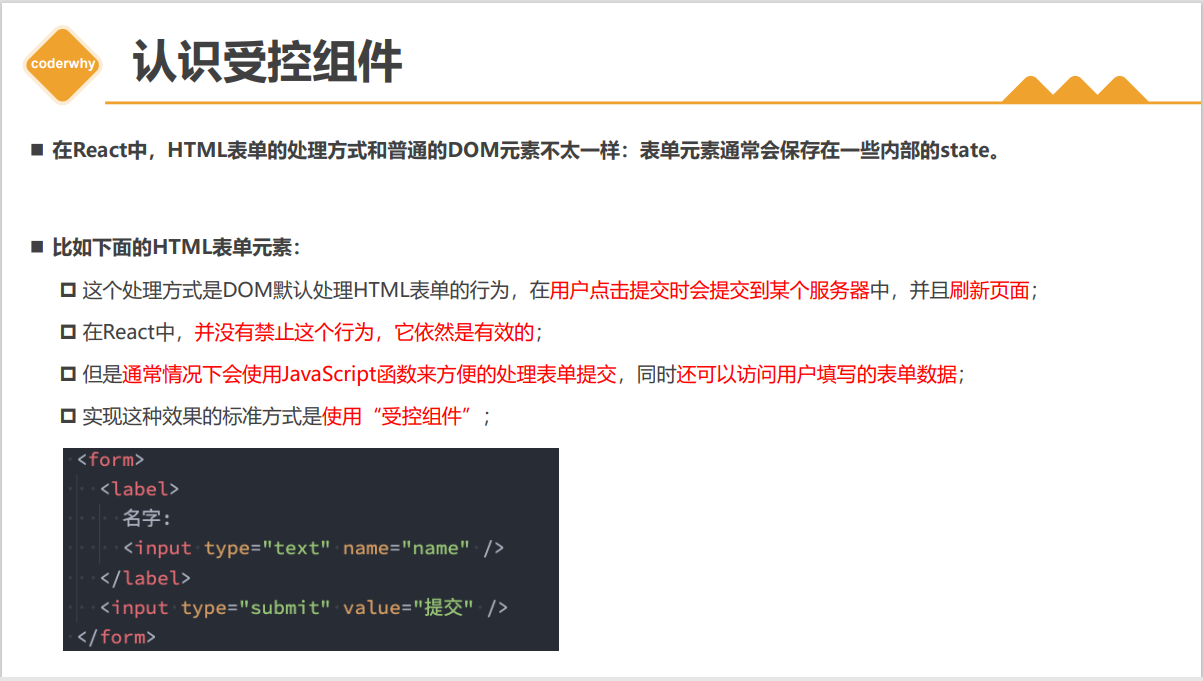 coderwhy
认识受控组件
在React中，HTML表单的处理方式和普通的DOM元素不太一样：表单元素通常会保存在一些内部的state。
比如下面的HTML表单元素：
这个处理方式是DOM默认处理HTML表单的行为，在用户点击提交时会提交到某个服务器中，并且刷新页面；
在React中，并没有禁止这个行为，它依然是有效的；
但是通常情况下会使用JavaScript函数来方便的处理表单提交，同时还可以访问用户填写的表单数据；
实现这种效果的标准方式是使用“受控组件”；
<form>
<label>
名字:
<input type="text" name="name" />
</label>
<input type="submit" value="提交" />
</form>